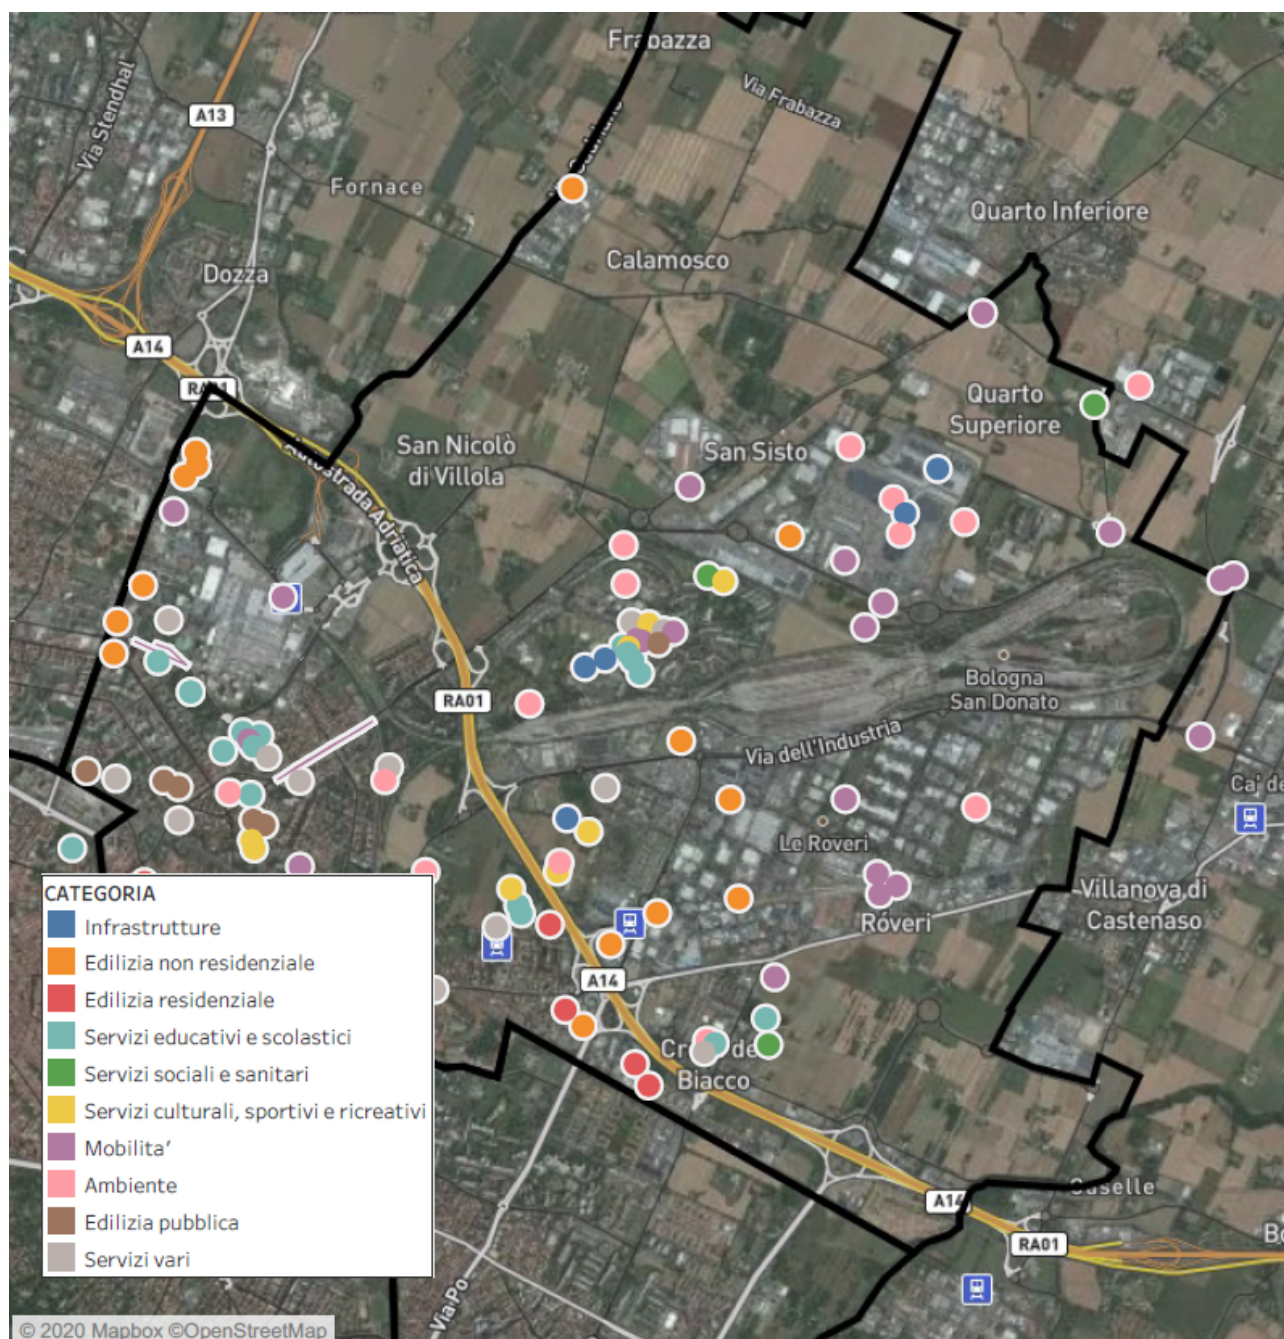 Frabazza
Via Stendhal
Via Frabazza
A13
Fornace
Quarto Inferiore
Calamosco
Dozza
A14
Quarto
Superiore
San Nicolò
di Villola
San Sisto
Autostrada Adriatica
Bologna
San Donato
RA01
Via dell'Industria
Le Roveri
Villanova di
Castenaso
Róveri
A14
Biacco
A14
RA01
Via Po
CATEGORIA
Infrastrutture
Edilizia non residenziale
Edilizia residenziale
Servizi educativi e scolastici
Servizi sociali e sanitari
Servizi culturali, sportivi e ricreativi
Mobilita'
Ambiente
Edilizia pubblica
Servizi vari
© 2020 Mapbox ©OpenStreetMap